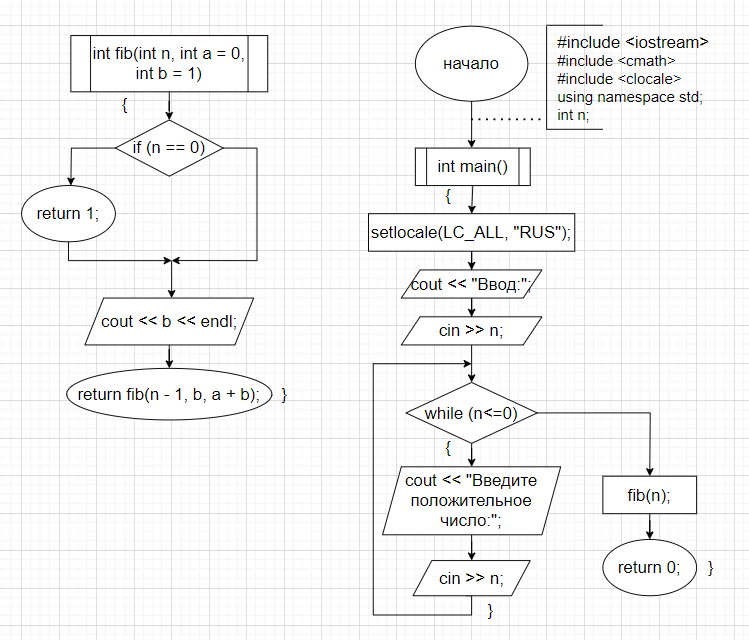 int fib(int n, int a = 0,
int b = 1)
{
if (n == 0)
return 1;
cout << b << endl;
return fib(n - 1, b, a + b);
}
начало
#include <iostream>
#include <cmath>
#include <clocale>
using namespace std;
int n;
int main()
{
setlocale(LC_ALL, "RUS");
cout << "Ввод:";
cin >> n;
while (n<=0)
{
cout << "Введите
положительное
число:";
cin >> n;
}
fib(n);
return 0;
}